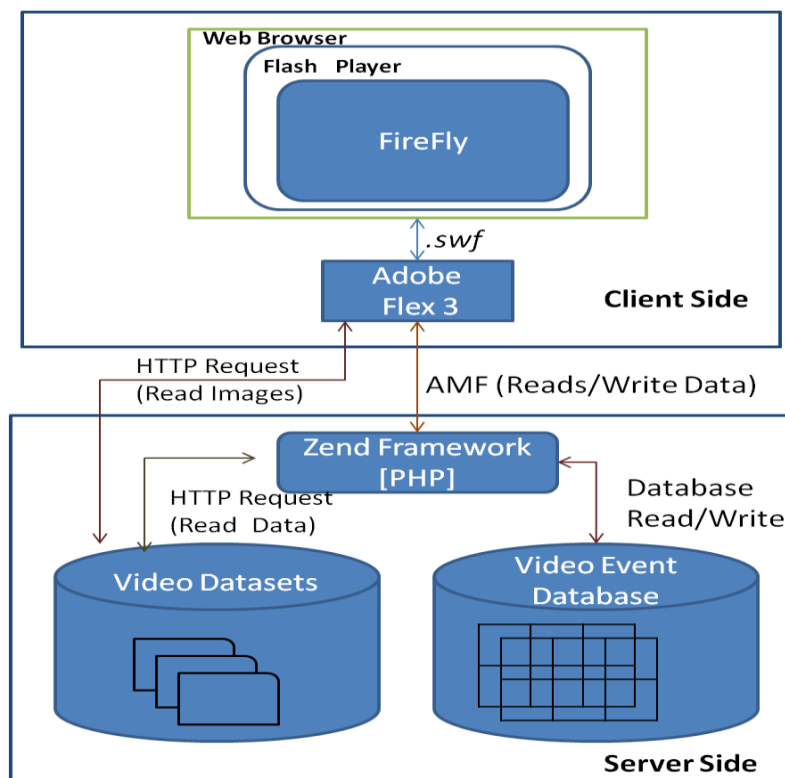 Web Browser
Flash Player
FireFly
.swf
Adobe
Flex 3
Client Side
HTTP Request
(Read Images)
AMF (Reads/Write Data)
Zend Framework
[PHP]
HTTP Request
(Read Data)
Database
Read/Write
Video Datasets
Video Event
Database
Server Side